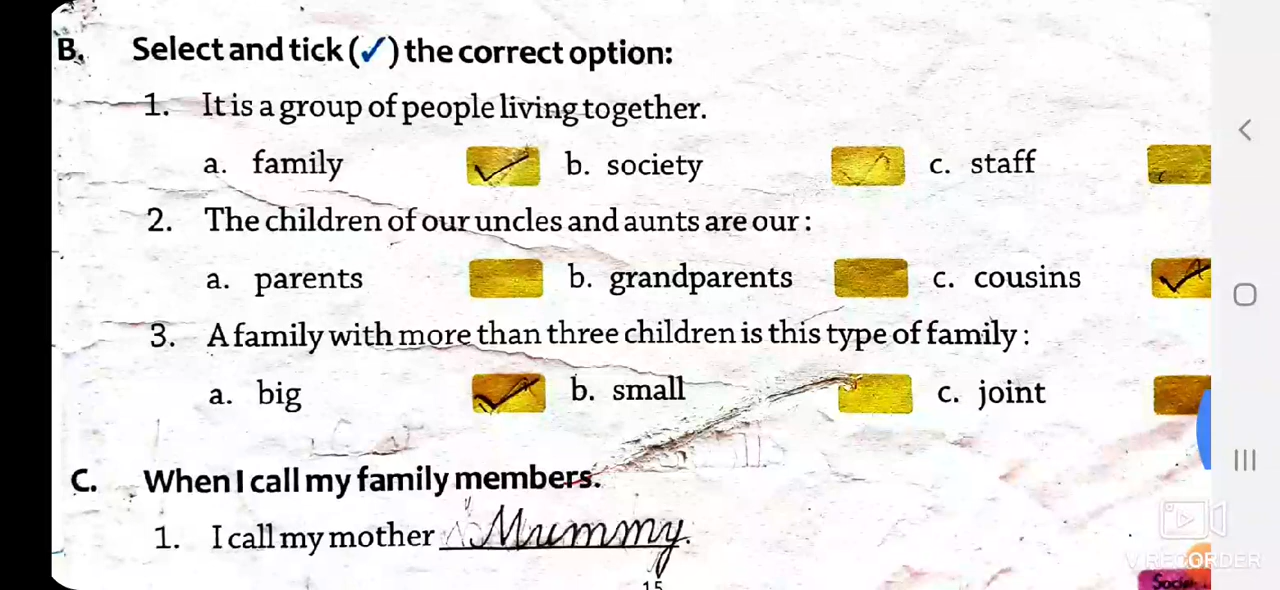 B. Select and tick (✓) the correct option:
1. It is a group of people living together.
a. family ✓ b. society c. staff
2. The children of our uncles and aunts are our :
a. parents b. grandparents c. cousins ✓
3. A family with more than three children is this type of family :
a. big ✓ b. small c. joint
C. When I call my family members.
1. I call my mother Mummy.
15
V RECORDER